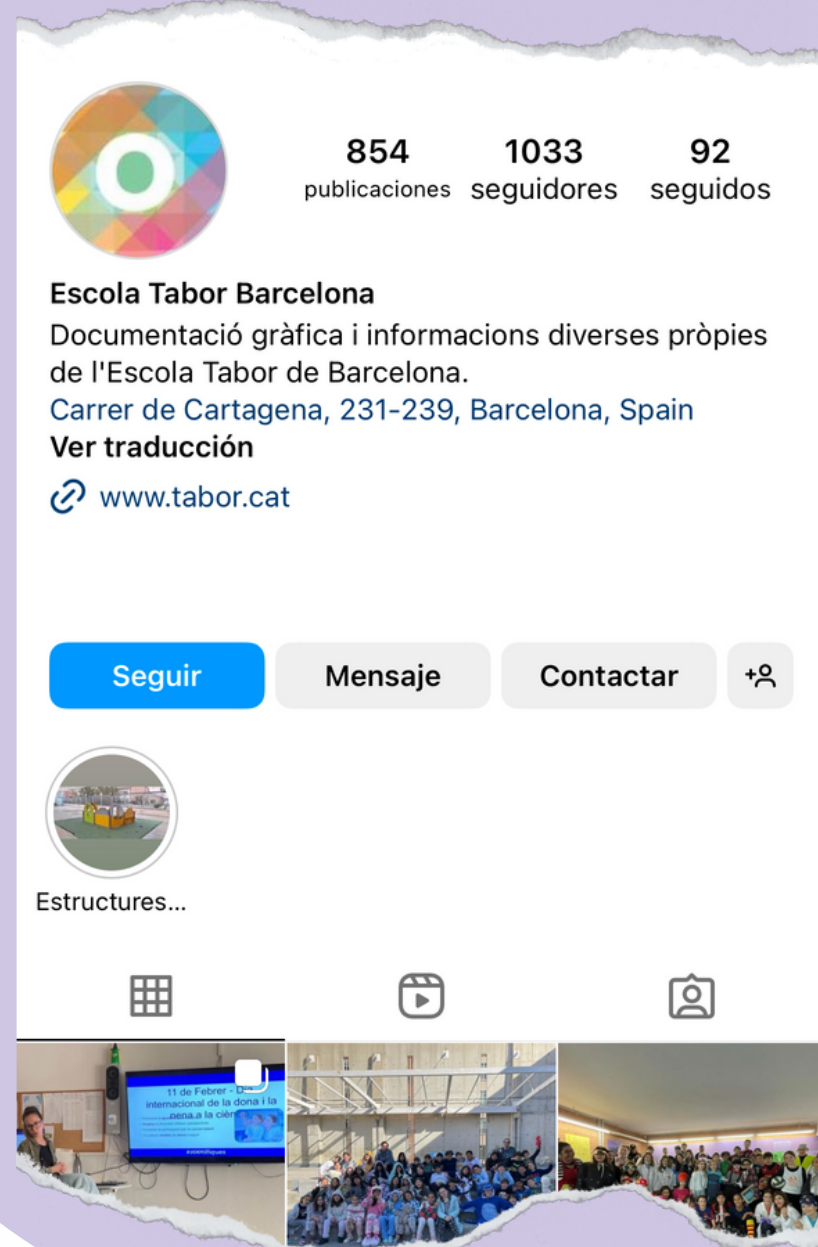 O
854 1033 92
publicaciones seguidores seguidos
Escola Tabor Barcelona
Documentació gràfica i informacions diverses pròpies
de l'Escola Tabor de Barcelona.
Carrer de Cartagena, 231-239, Barcelona, Spain
Ver traducción
www.tabor.cat
Seguir Mensaje Contactar
Estructures...
11 de Febrer -
internacional de la dona i la
nena a la